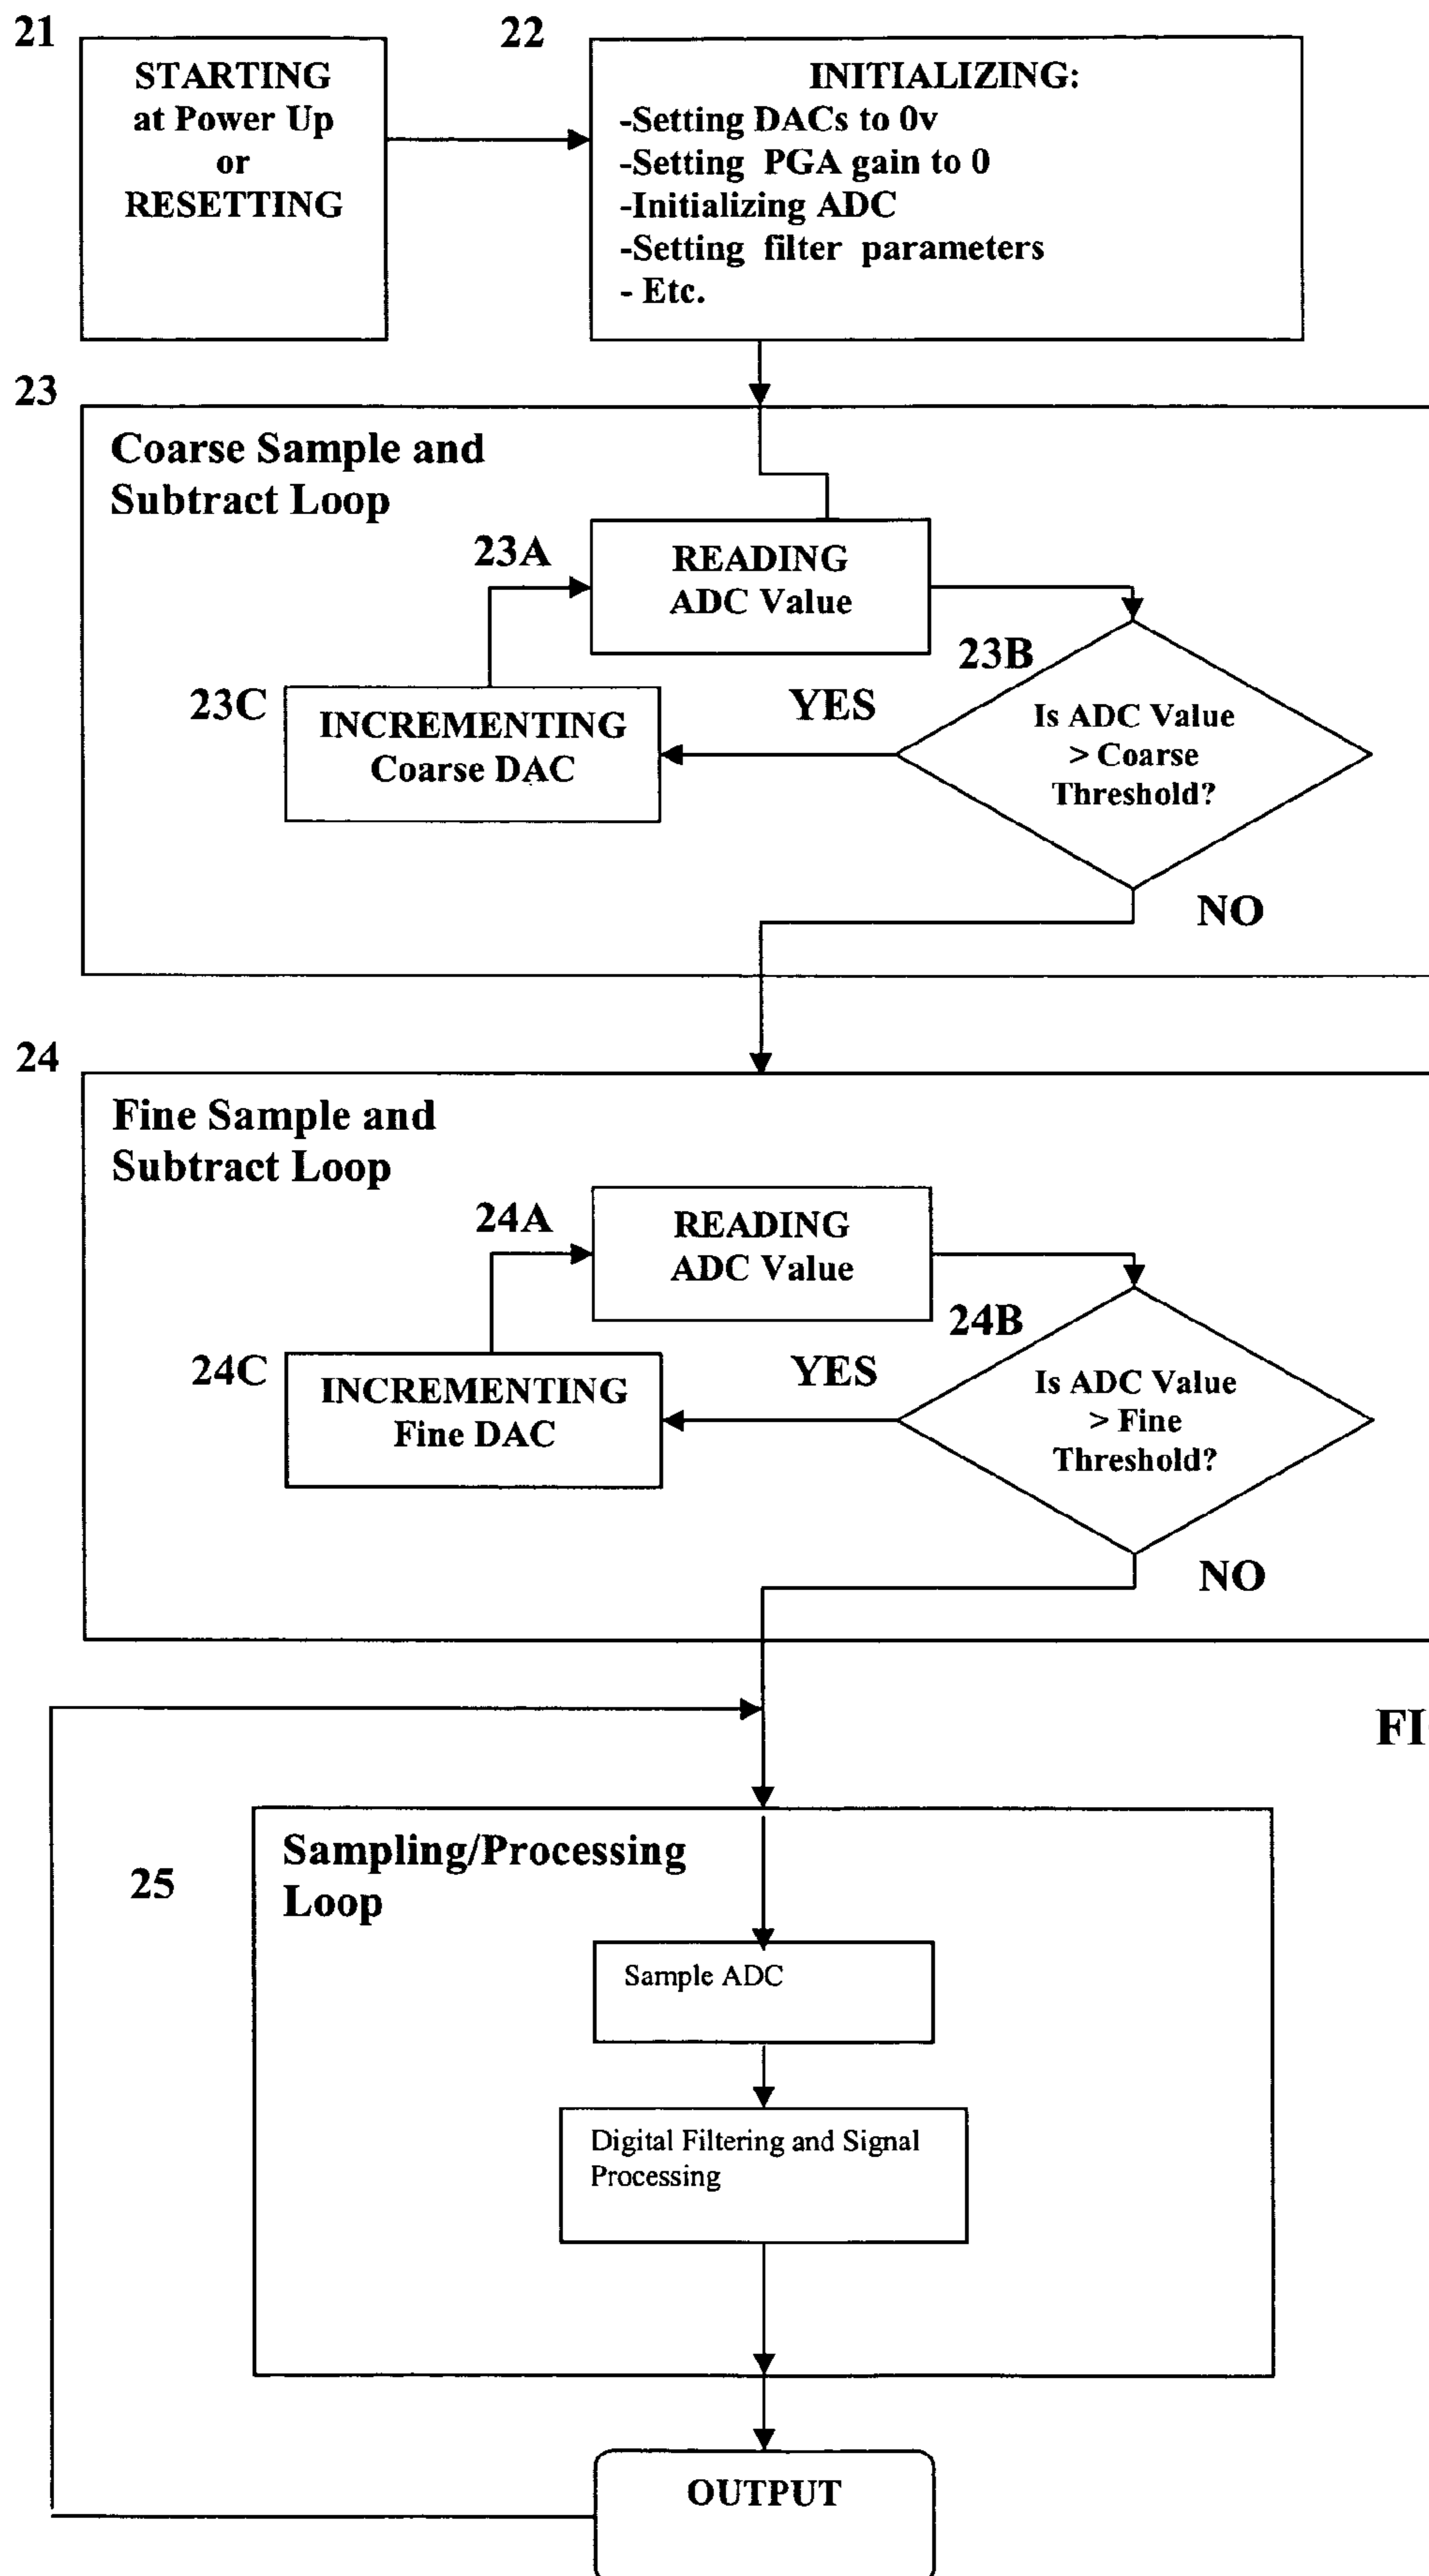 21
STARTING
at Power Up
or
RESETTING
22
INITIALIZING:
-Setting DACs to 0v
-Setting PGA gain to 0
-Initializing ADC
-Setting filter parameters
- Etc.
23
Coarse Sample and
Subtract Loop
23A
READING
ADC Value
23B
Is ADC Value
> Coarse
Threshold?
YES
23C
INCREMENTING
Coarse DAC
NO
24
Fine Sample and
Subtract Loop
24A
READING
ADC Value
24B
Is ADC Value
> Fine
Threshold?
YES
24C
INCREMENTING
Fine DAC
NO
FI
25
Sampling/Processing
Loop
Sample ADC
Digital Filtering and Signal
Processing
OUTPUT